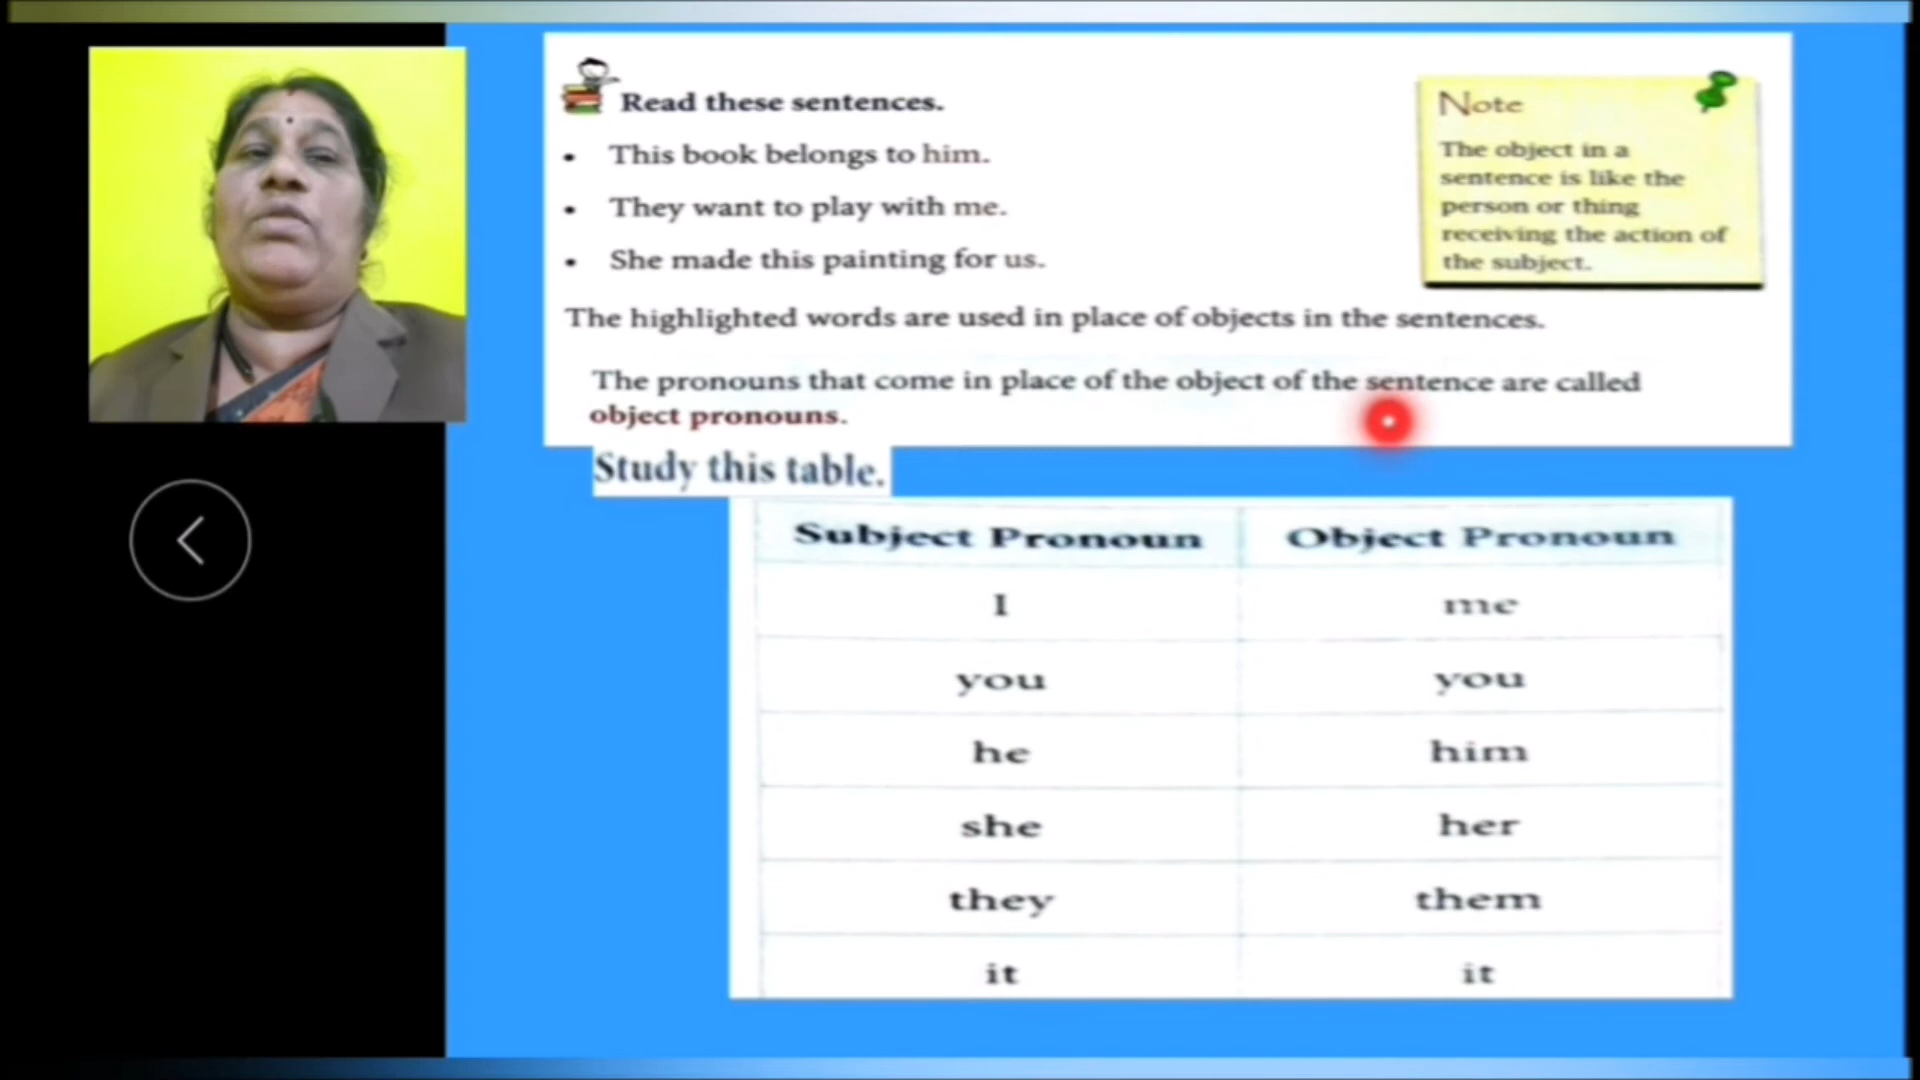 Read these sentences.
• This book belongs to him.
• They want to play with me.
• She made this painting for us.
Note
The object in a
sentence is like the
person or thing
receiving the action of
the subject.
The highlighted words are used in place of objects in the sentences.
The pronouns that come in place of the object of the sentence are called
object pronouns.
Study this table.
Subject Pronoun Object Pronoun
I me
you you
he him
she her
they them
it it